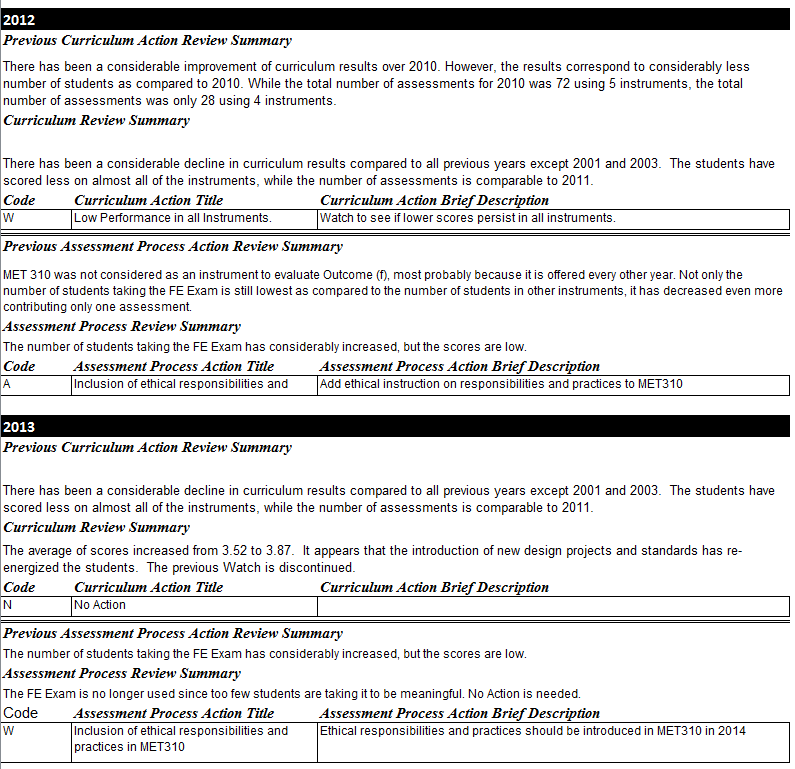 2012
Previous Curriculum Action Review Summary
There has been a considerable improvement of curriculum results over 2010. However, the results correspond to considerably less
number of students as compared to 2010. While the total number of assessments for 2010 was 72 using 5 instruments, the total
number of assessments was only 28 using 4 instruments.
Curriculum Review Summary
There has been a considerable decline in curriculum results compared to all previous years except 2001 and 2003. The students have
scored less on almost all of the instruments, while the number of assessments is comparable to 2011.
Code Curriculum Action Title Curriculum Action Brief Description
W Low Performance in all Instruments. Watch to see if lower scores persist in all instruments.
Previous Assessment Process Action Review Summary
MET 310 was not considered as an instrument to evaluate Outcome (f), most probably because it is offered every other year. Not only the
number of students taking the FE Exam is still lowest as compared to the number of students in other instruments, it has decreased even more
contributing only one assessment.
Assessment Process Review Summary
The number of students taking the FE Exam has considerably increased, but the scores are low.
Code Assessment Process Action Title Assessment Process Action Brief Description
A Inclusion of ethical responsibilities and Add ethical instruction on responsibilities and practices to MET310
2013
Previous Curriculum Action Review Summary
There has been a considerable decline in curriculum results compared to all previous years except 2001 and 2003. The students have
scored less on almost all of the instruments, while the number of assessments is comparable to 2011.
Curriculum Review Summary
The average of scores increased from 3.52 to 3.87. It appears that the introduction of new design projects and standards has re-
energized the students. The previous Watch is discontinued.
Code Curriculum Action Title Curriculum Action Brief Description
N No Action
Previous Assessment Process Action Review Summary
The number of students taking the FE Exam has considerably increased, but the scores are low.
Assessment Process Review Summary
The FE Exam is no longer used since too few students are taking it to be meaningful. No Action is needed.
Code Assessment Process Action Title Assessment Process Action Brief Description
W Inclusion of ethical responsibilities and Ethical responsibilities and practices should be introduced in MET310 in 2014
practices in MET310